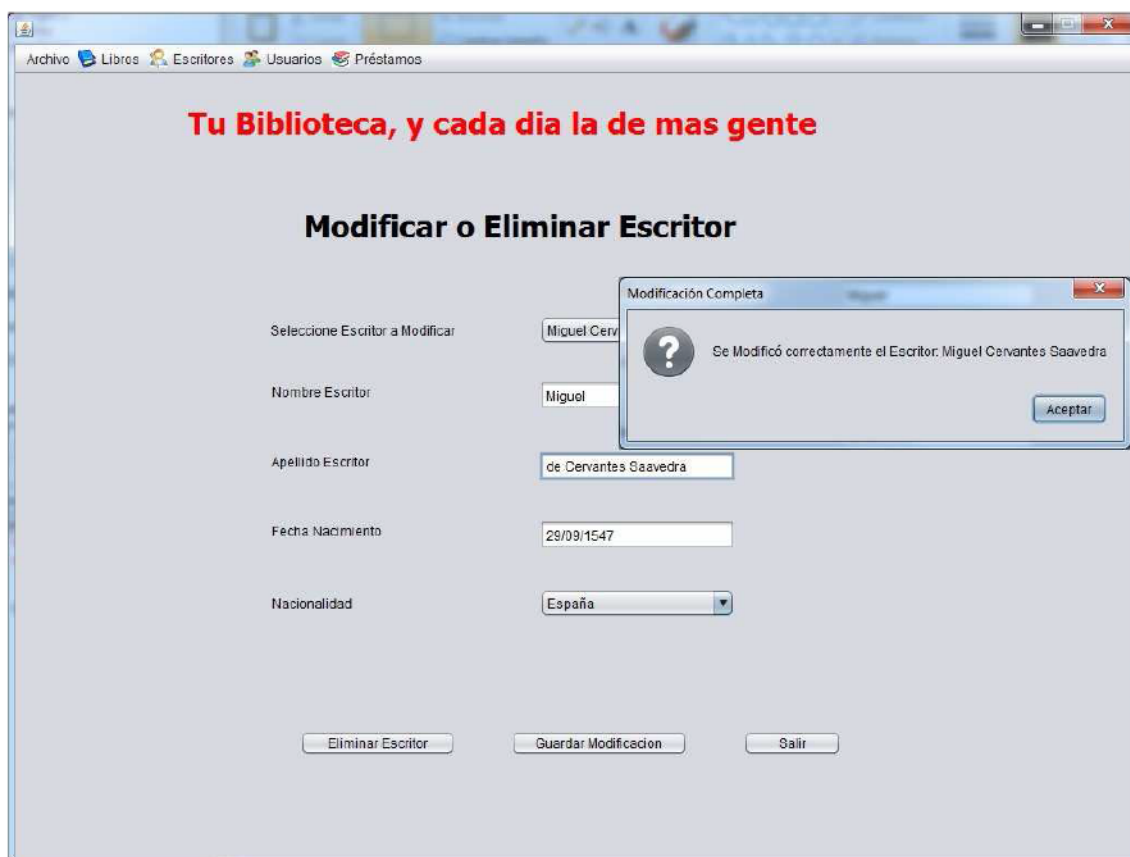 Archivo Libros Escritores Usuarios Préstamos
Tu Biblioteca, y cada dia la de mas gente
Modificar o Eliminar Escritor
Modificación Completa
Seleccione Escritor a Modificar Miguel Cerv
Se Modificó correctamente el Escritor: Miguel Cervantes Saavedra
Nombre Escritor Miguel
Aceptar
Apellido Escritor de Cervantes Saavedra
Fecha Nacimiento 29/09/1547
Nacionalidad España
Eliminar Escritor Guardar Modificacion Salir